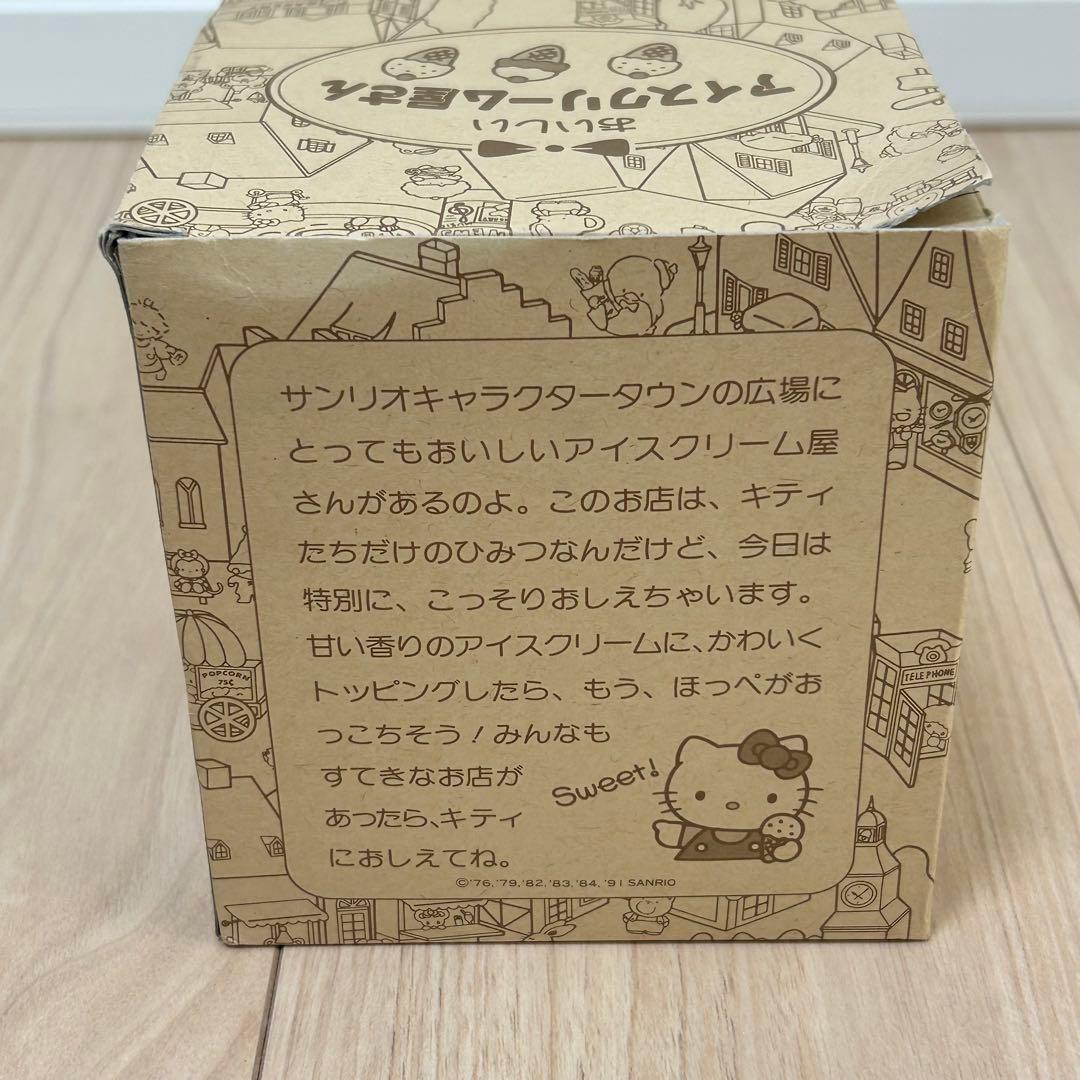 おいしい
アイスクリーム屋さん
サンリオキャラクタータウンの広場に
とってもおいしいアイスクリーム屋
さんがあるのよ。このお店は、キティ
たちだけのひみつなんだけど、今日は
特別に、こっそりおしえちゃいます。
甘い香りのアイスクリームに、かわいく
トッピングしたら、もう、ほっぺがお
っこちそう!みんなも
すてきなお店が
あったら、キティ
におしえてね。
Sweet!
©'76,'79,'82,'83,'84,'91 SANRIO
POPCORN
75¢
TELEPHONE